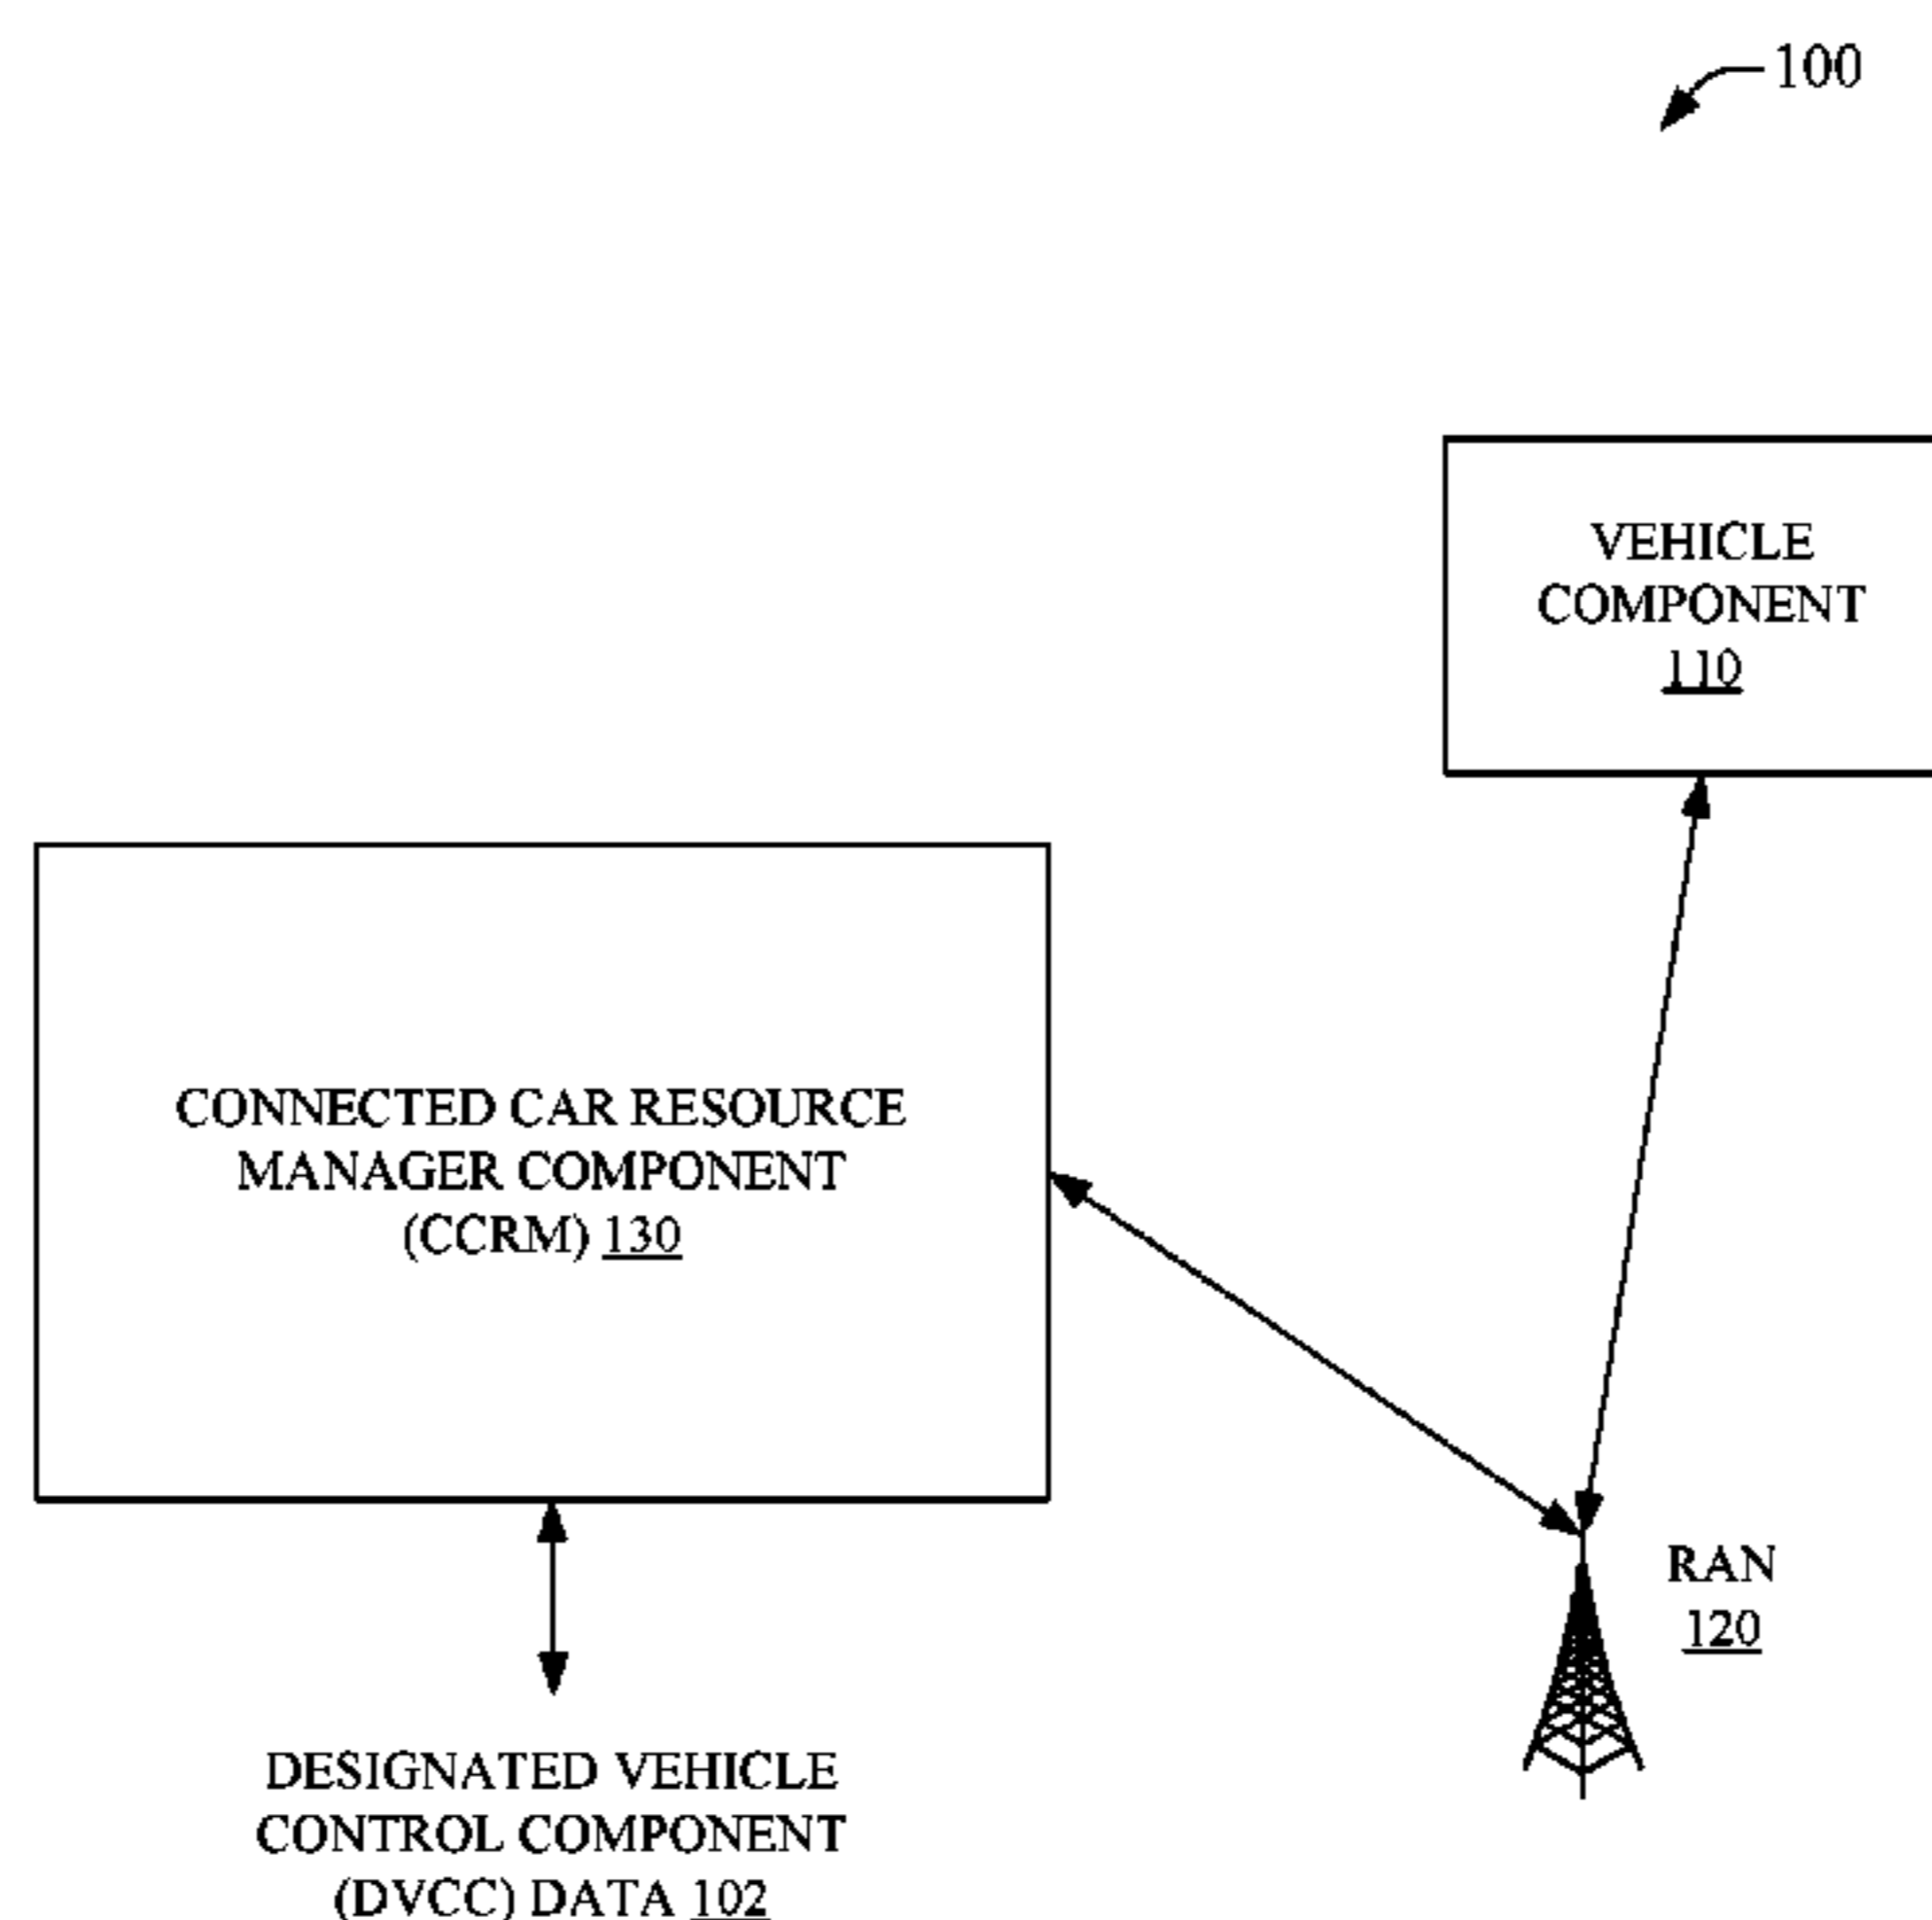 100
VEHICLE
COMPONENT
110
CONNECTED CAR RESOURCE
MANAGER COMPONENT
(CCRM) 130
RAN
120
DESIGNATED VEHICLE
CONTROL COMPONENT
(DVCC) DATA 102